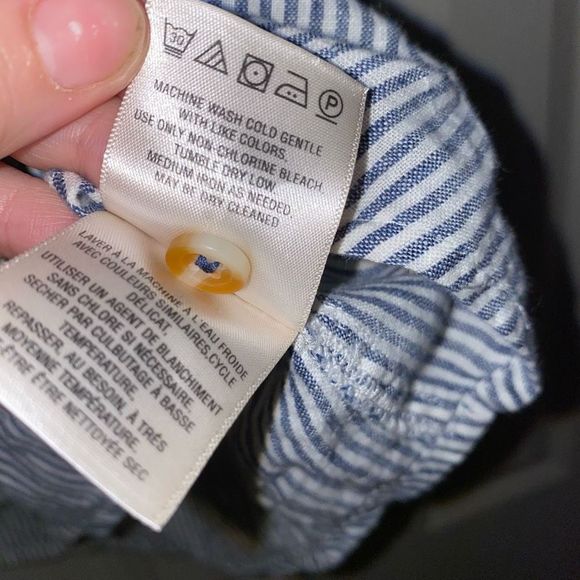 30
P
MACHINE WASH COLD GENTLE
WITH LIKE COLORS.
USE ONLY NON-CHLORINE BLEACH
TUMBLE DRY LOW
MEDIUM IRON AS NEEDED
MAY BE DRY CLEANED
LAVER À LA MACHINE À L'EAU FROIDE
AVEC COULEURS SIMILAIRES, CYCLE
DÉLICAT.
UTILISER UN AGENT DE BLANCHIMENT
SANS CHLORE SI NÉCESSAIRE.
SÉCHER PAR CULBUTAGE À BASSE
TEMPÉRATURE.
REPASSER, AU BESOIN, À TRÈS
MOYENNE TEMPÉRATURE
ÊTRE NETTOYÉE SEC